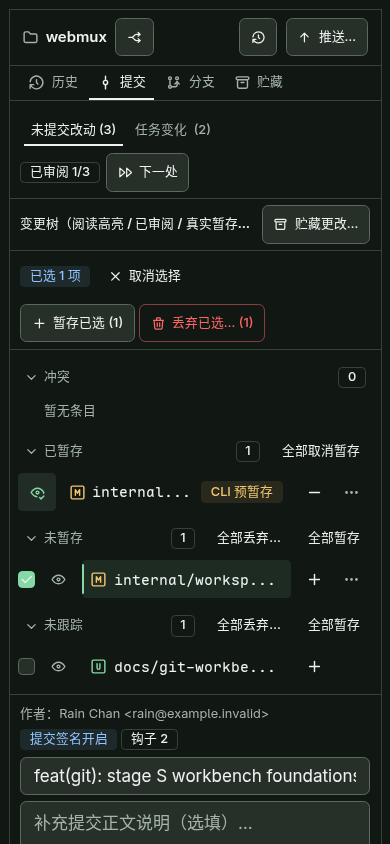 webmux
推送...
历史 提交 分支 贮藏
未提交改动 (3) 任务变化 (2)
已审阅 1/3 下一处
变更树（阅读高亮 / 已审阅 / 真实暂存... 贮藏更改...
已选 1 项 取消选择
暂存已选 (1) 丢弃已选... (1)
冲突 0
暂无条目
已暂存 1 全部取消暂存
M internal... CLI 预暂存
未暂存 1 全部丢弃... 全部暂存
M internal/worksp...
未跟踪 1 全部丢弃... 全部暂存
U docs/git-workbe...
作者: Rain Chan <rain@example.invalid>
提交签名开启 钩子 2
feat(git): stage S workbench foundations
补充提交正文说明（选填）...